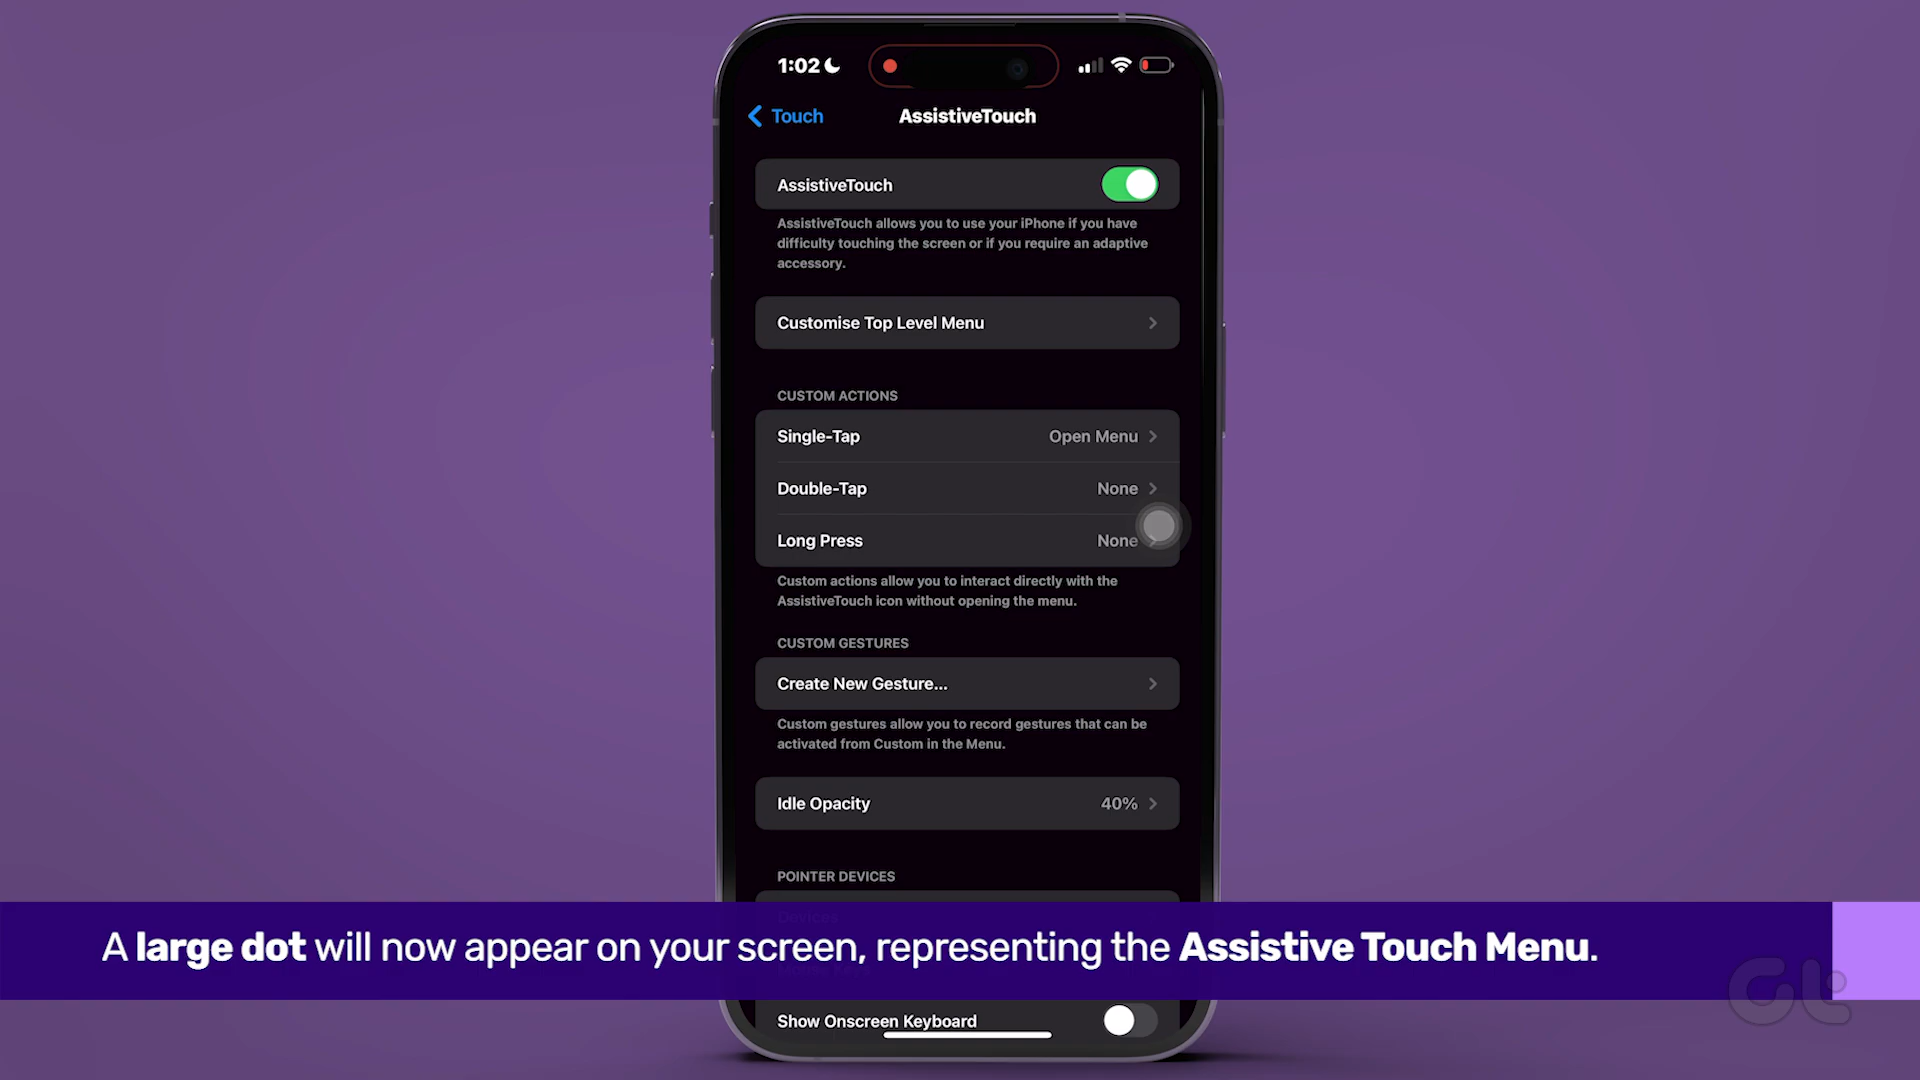 1:02
Touch
AssistiveTouch
AssistiveTouch
AssistiveTouch allows you to use your iPhone if you have
difficulty touching the screen or if you require an adaptive
accessory.
Customise Top Level Menu
CUSTOM ACTIONS
Single-Tap Open Menu
Double-Tap None
Long Press None
Custom actions allow you to interact directly with the
AssistiveTouch icon without opening the menu.
CUSTOM GESTURES
Create New Gesture...
Custom gestures allow you to record gestures that can be
activated from Custom in the Menu.
Idle Opacity 40%
POINTER DEVICES
Devices
A large dot will now appear on your screen, representing the Assistive Touch Menu.
Show Onscreen Keyboard
GT